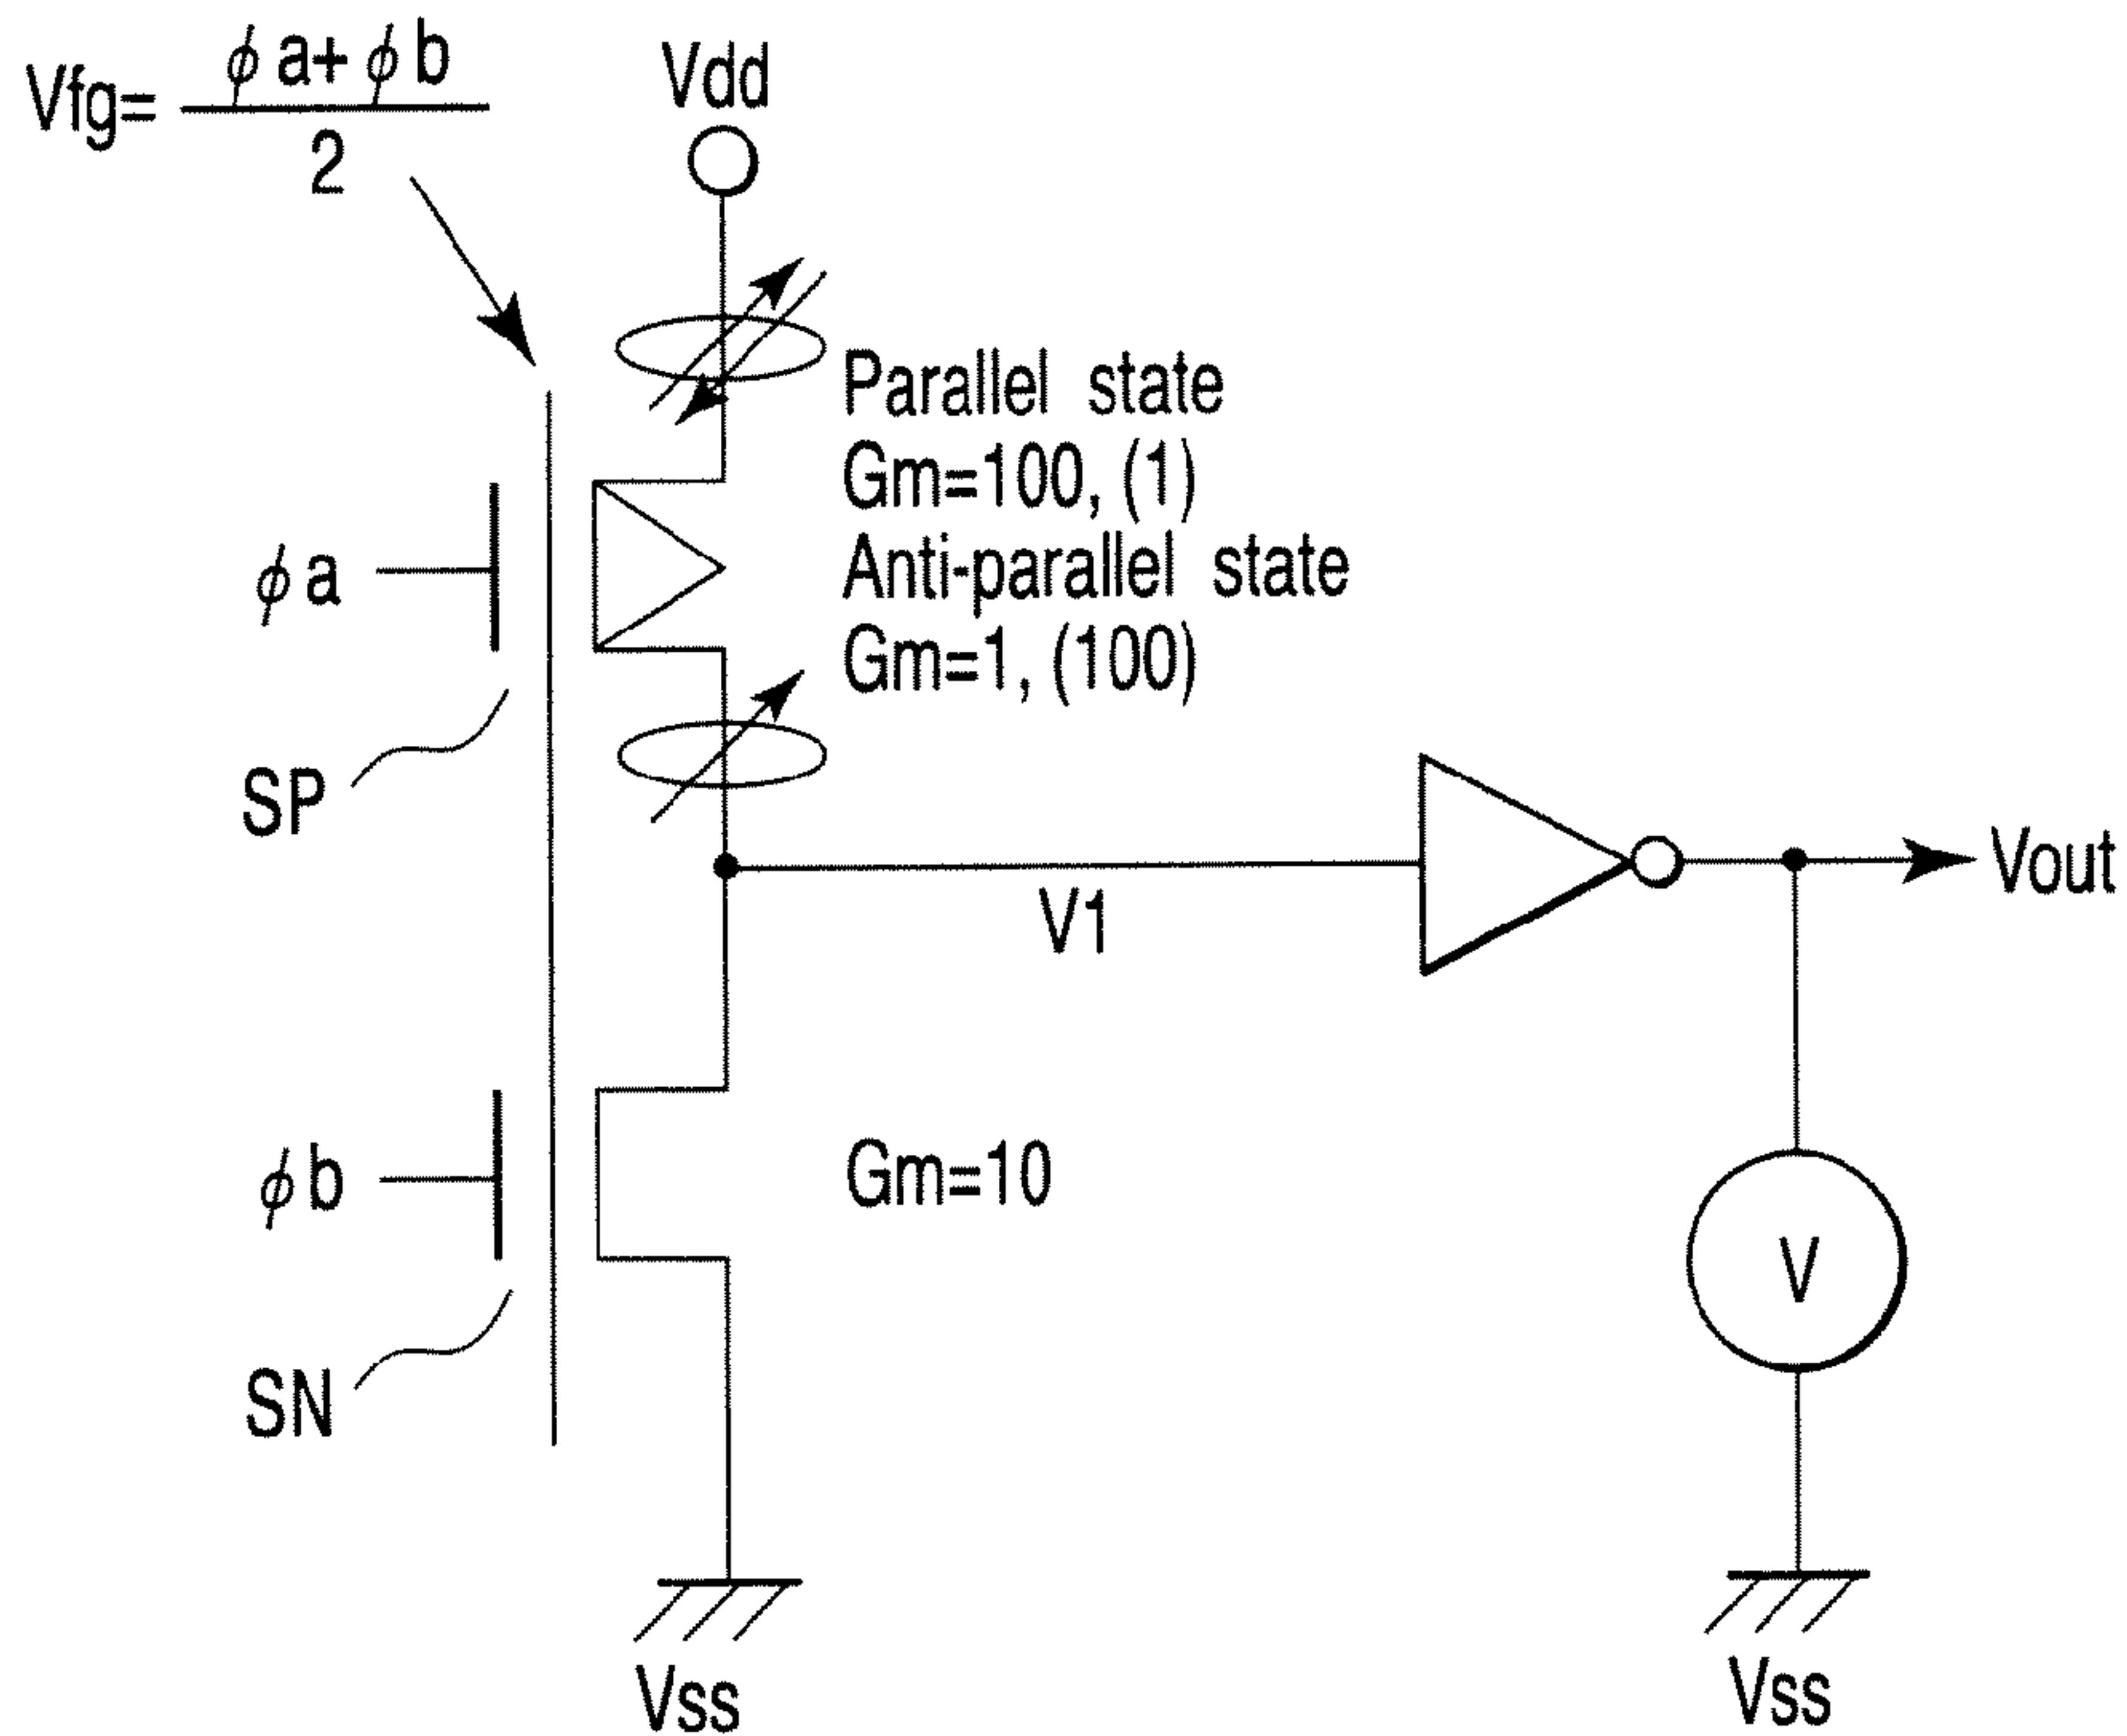 Vfg= ϕa+ϕb
2
Vdd
Parallel state
Gm=100, (1)
Anti-parallel state
Gm=1, (100)
ϕa
SP
V1
Vout
ϕb
Gm=10
V
SN
Vss
Vss